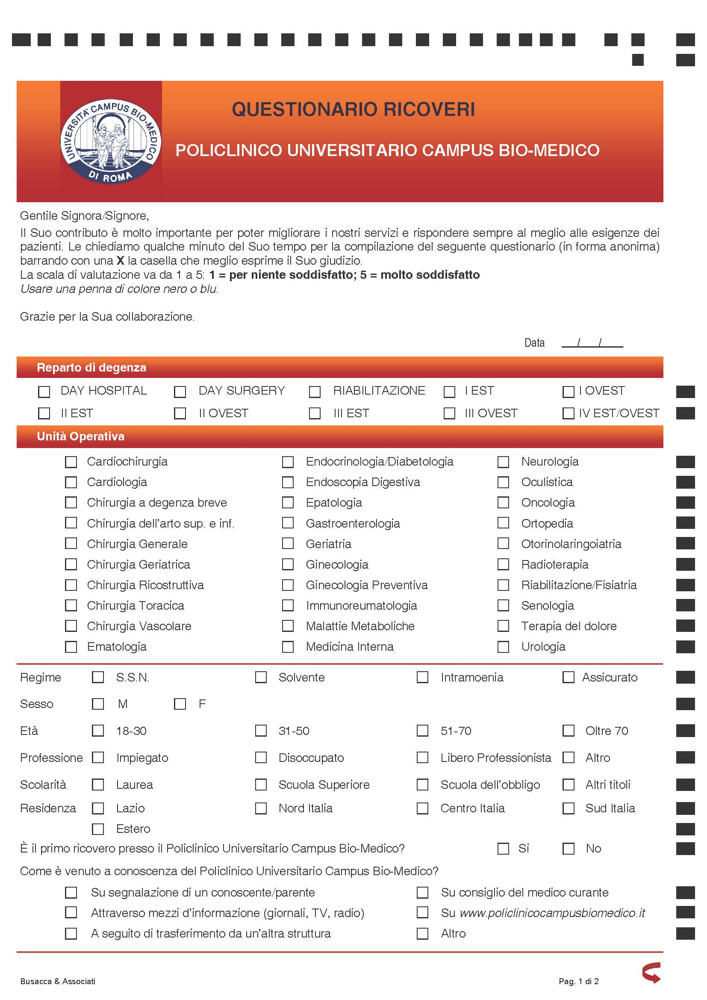 UNIVERSITA' CAMPUS BIO-MEDICO
DI ROMA
QUESTIONARIO RICOVERI
POLICLINICO UNIVERSITARIO CAMPUS BIO-MEDICO
Gentile Signora/Signore,
Il Suo contributo è molto importante per poter migliorare i nostri servizi e rispondere sempre al meglio alle esigenze dei
pazienti. Le chiediamo qualche minuto del Suo tempo per la compilazione del seguente questionario (in forma anonima)
barrando con una X la casella che meglio esprime il Suo giudizio.
La scala di valutazione va da 1 a 5: 1 = per niente soddisfatto; 5 = molto soddisfatto
Usare una penna di colore nero o blu.
Grazie per la Sua collaborazione.
Data __/__/__
Reparto di degenza
DAY HOSPITAL DAY SURGERY RIABILITAZIONE I EST I OVEST
II EST II OVEST III EST III OVEST IV EST/OVEST
Unità Operativa
Cardiochirurgia Endocrinologia/Diabetologia Neurologia
Cardiologia Endoscopia Digestiva Oculistica
Chirurgia a degenza breve Epatologia Oncologia
Chirurgia dell'arto sup. e inf. Gastroenterologia Ortopedia
Chirurgia Generale Geriatria Otorinolaringoiatria
Chirurgia Geriatrica Ginecologia Radioterapia
Chirurgia Ricostruttiva Ginecologia Preventiva Riabilitazione/Fisiatria
Chirurgia Toracica Immunoreumatologia Senologia
Chirurgia Vascolare Malattie Metaboliche Terapia del dolore
Ematologia Medicina Interna Urologia
Regime S.S.N. Solvente Intramoenia Assicurato
Sesso M F
Età 18-30 31-50 51-70 Oltre 70
Professione Impiegato Disoccupato Libero Professionista Altro
Scolarità Laurea Scuola Superiore Scuola dell'obbligo Altri titoli
Residenza Lazio Nord Italia Centro Italia Sud Italia
Estero
È il primo ricovero presso il Policlinico Universitario Campus Bio-Medico? Si No
Come è venuto a conoscenza del Policlinico Universitario Campus Bio-Medico?
Su segnalazione di un conoscente/parente Su consiglio del medico curante
Attraverso mezzi d'informazione (giornali, TV, radio) Su www.policlinicocampusbiomedico.it
A seguito di trasferimento da un'altra struttura Altro
Busacca & Associati Pag. 1 di 2